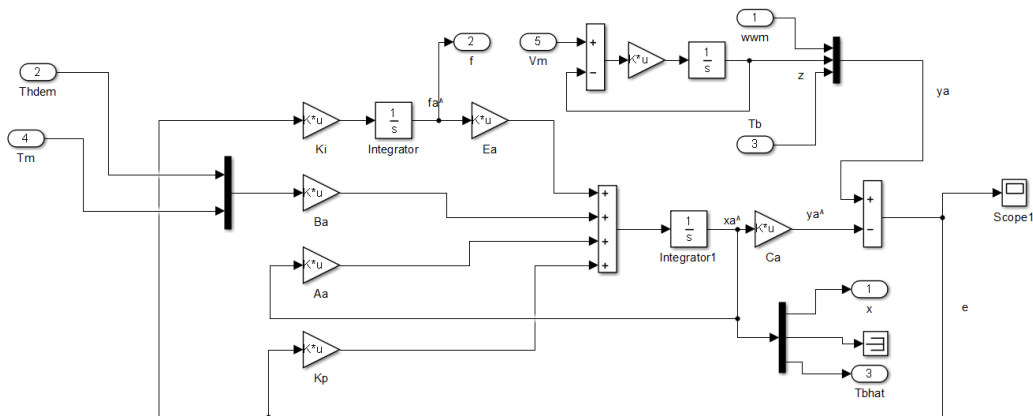 2
f
5
Vm
+
−
K*u
1
s
1
wwm
z
ya
Tb
3
2
Thdem
4
Tm
K*u
Ki
1
s
Integrator
fa^
K*u
Ea
K*u
Ba
K*u
Aa
K*u
Kp
+
+
+
+
1
s
Integrator1
xa^
K*u
Ca
ya^
+
−
Scope1
e
1
x
3
Tbhat